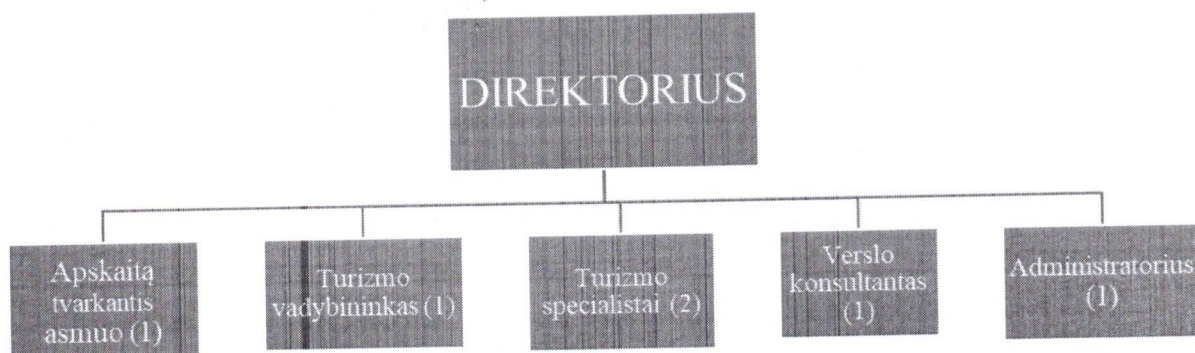 DIREKTORIUS
Apskaitą
tvarkantis
asmuo (1)
Turizmo
vadybininkas (1)
Turizmo
specialistai (2)
Verslo
konsultantas
(1)
Administratorius
(1)